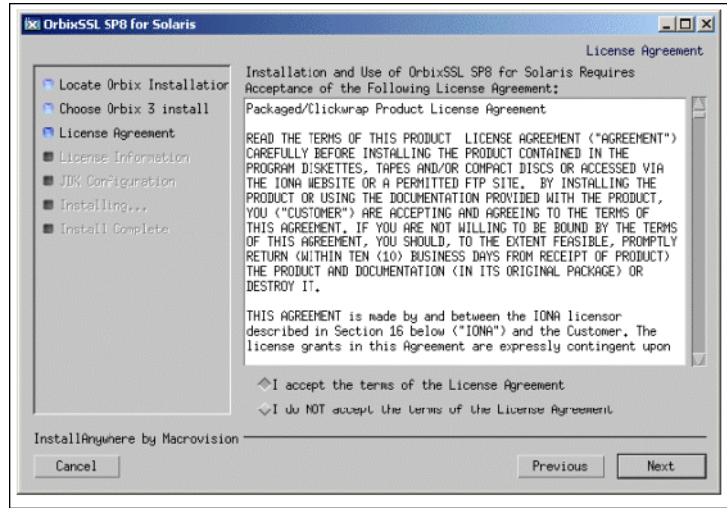 OrbixSSL SP8 for Solaris
License Agreement
Locate Orbix Installation
Choose Orbix 3 install
License Agreement
License Information
JDK Configuration
Installing...
Install Complete
Installation and Use of OrbixSSL SP8 for Solaris Requires
Acceptance of the Following License Agreement:
Packaged/Clickwrap Product License Agreement
READ THE TERMS OF THIS PRODUCT LICENSE AGREEMENT ("AGREEMENT")
CAREFULLY BEFORE INSTALLING THE PRODUCT CONTAINED IN THE
PROGRAM DISKETTES, TAPES AND/OR COMPACT DISCS OR ACCESSED VIA
THE IONA WEBSITE OR A PERMITTED FTP SITE. BY INSTALLING THE
PRODUCT OR USING THE DOCUMENTATION PROVIDED WITH THE PRODUCT,
YOU ("CUSTOMER") ARE ACCEPTING AND AGREEING TO THE TERMS OF
THIS AGREEMENT. IF YOU ARE NOT WILLING TO BE BOUND BY THE TERMS
OF THIS AGREEMENT, YOU SHOULD, TO THE EXTENT FEASIBLE, PROMPTLY
RETURN (WITHIN TEN (10) BUSINESS DAYS FROM RECEIPT OF PRODUCT)
THE PRODUCT AND DOCUMENTATION (IN ITS ORIGINAL PACKAGE) OR
DESTROY IT.
THIS AGREEMENT is made by and between the IONA licensor
described in Section 16 below ("IONA") and the Customer. The
license grants in this Agreement are expressly contingent upon
I accept the terms of the License Agreement
I do NOT accept the terms of the License Agreement
InstallAnywhere by Macrovision
Cancel
Previous
Next